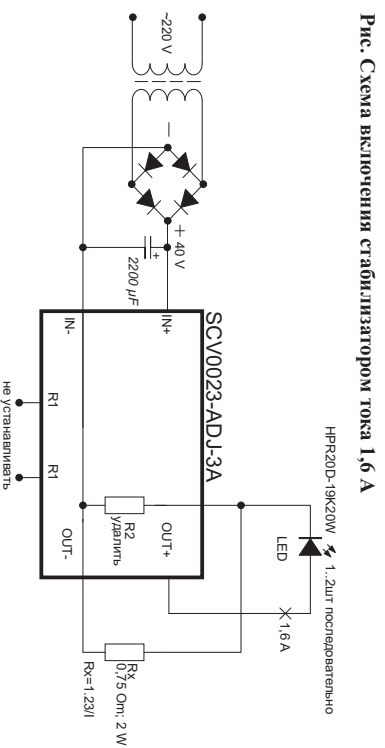 Рис. Схема включения стабилизатором тока 1,6 А
HPR20D-19K20W 1..2шт последовательно
LED
1,6 А
~220 V
+ 40 V
2200 µF
+
–
SCV0023-ADJ-3A
IN+
IN-
OUT+
OUT-
R2
удалить
R1
R1
не устанавливать
Rx
0,75 Om; 2 W
Rx=1.23/I